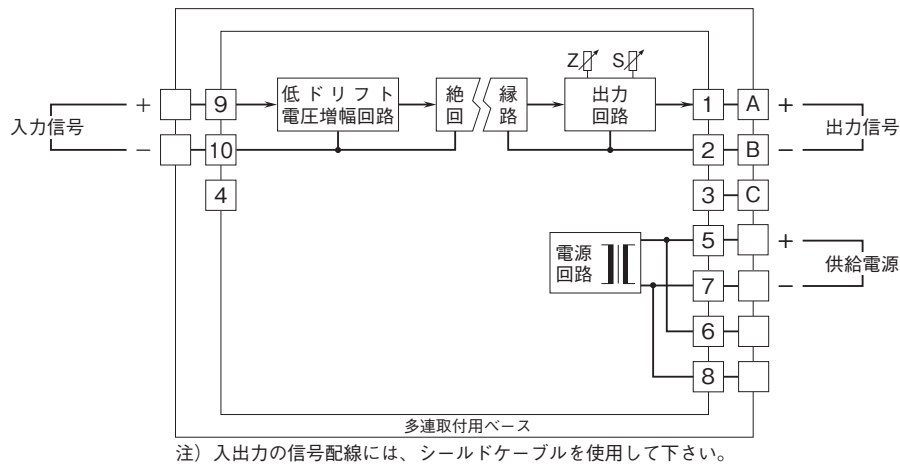 Z S
+ 9 低ドリフト
電圧増幅回路 絶縁
回路 出力
回路 1 A +
入力信号 出力信号
− 10 2 B −
4 3 C
電源
回路 5 +
供給電源
7 −
6
8
多連取付用ベース
注）入出力の信号配線には、シールドケーブルを使用して下さい。